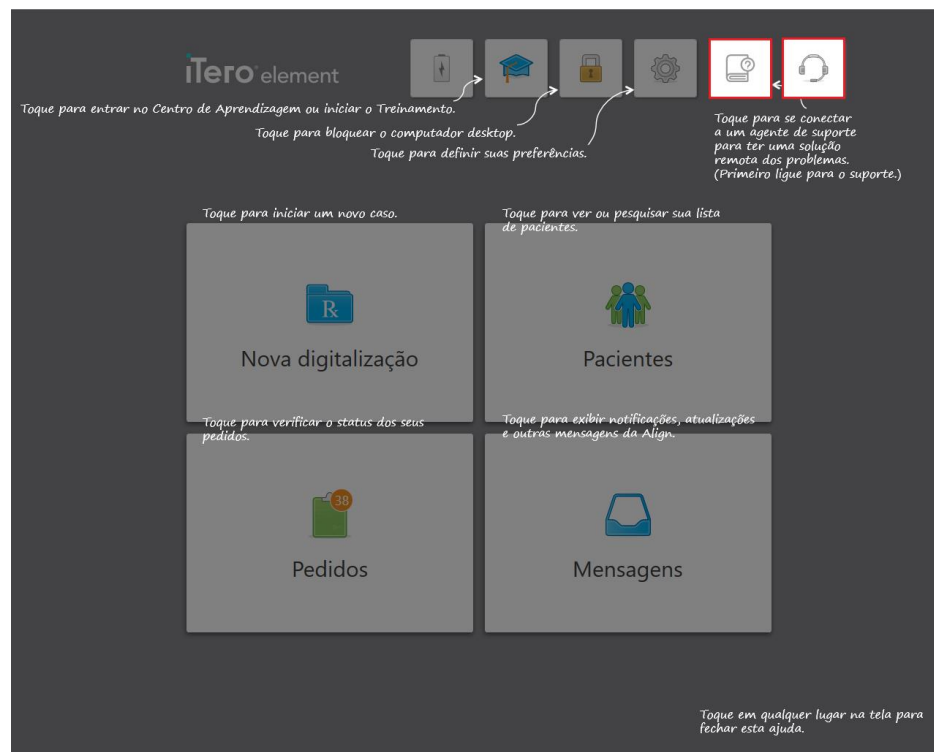 iTero element
Toque para entrar no Centro de Aprendizagem ou iniciar o Treinamento.
Toque para bloquear o computador desktop.
Toque para definir suas preferências.
Toque para se conectar
a um agente de suporte
para ter uma solução
remota dos problemas.
(Primeiro ligue para o suporte.)
Toque para iniciar um novo caso.
Toque para ver ou pesquisar sua lista
de pacientes.
Rx
Nova digitalização
Pacientes
Toque para verificar o status dos seus
pedidos.
Toque para exibir notificações, atualizações
e outras mensagens da Align.
38
Pedidos
Mensagens
Toque em qualquer lugar na tela para
fechar esta ajuda.